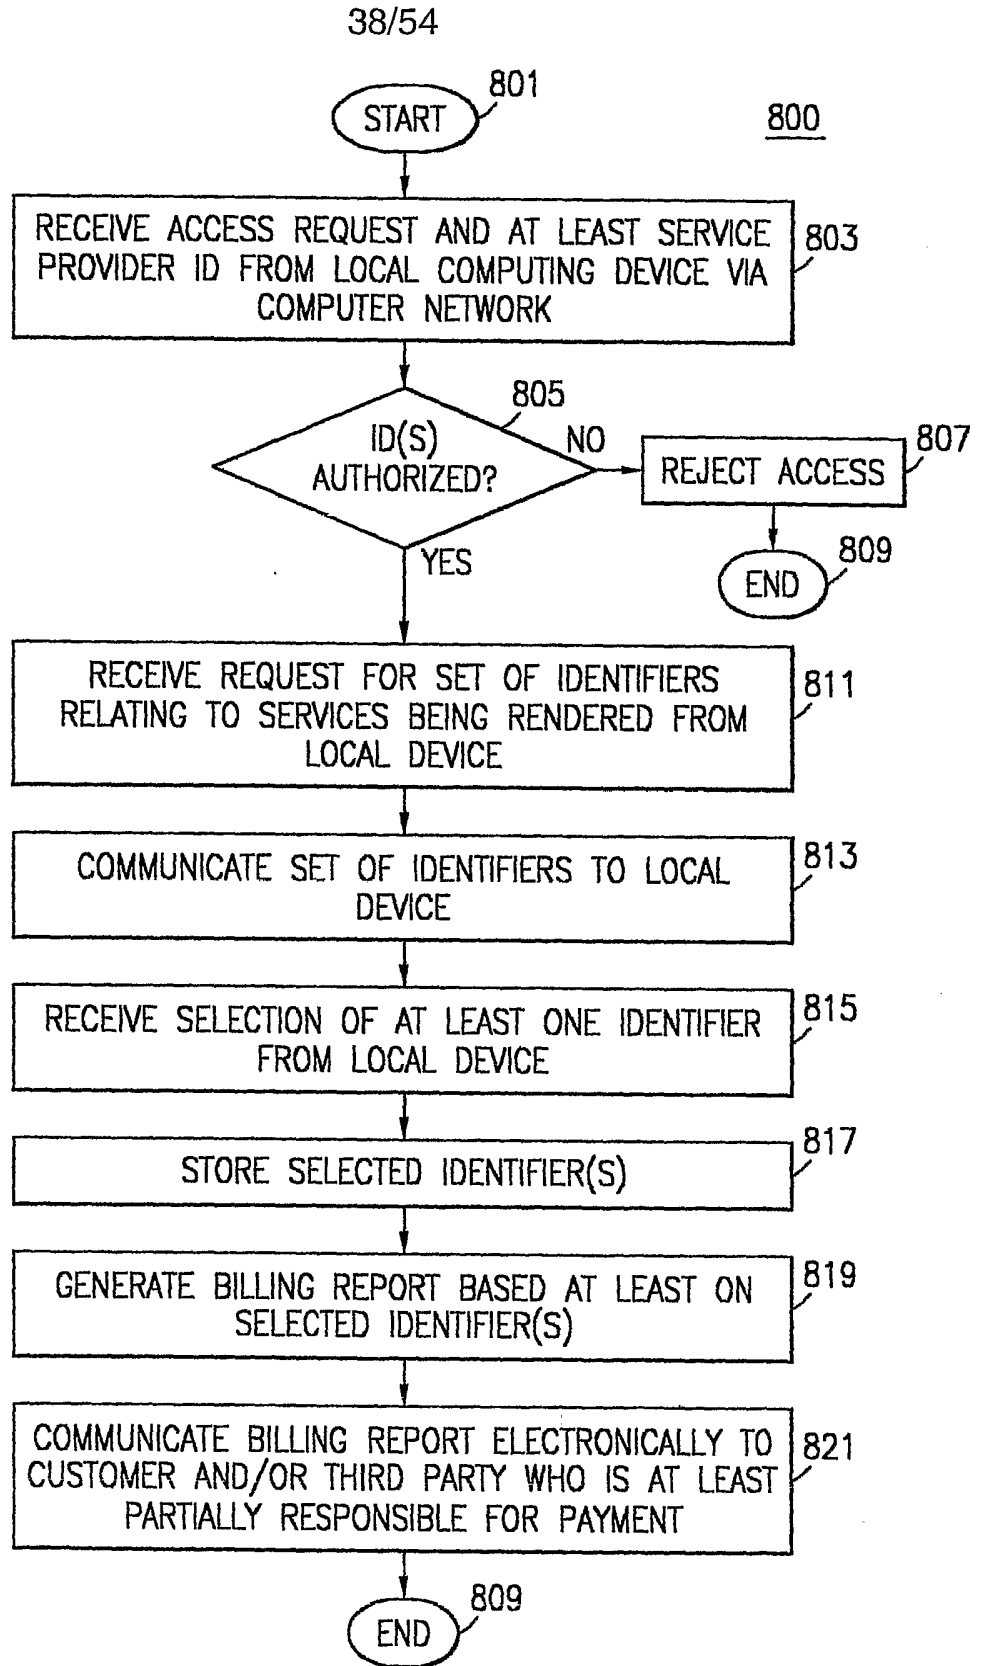 38/54
801
START
800
RECEIVE ACCESS REQUEST AND AT LEAST SERVICE
PROVIDER ID FROM LOCAL COMPUTING DEVICE VIA
COMPUTER NETWORK
803
805
ID(S)
AUTHORIZED?
NO
807
REJECT ACCESS
YES
809
END
RECEIVE REQUEST FOR SET OF IDENTIFIERS
RELATING TO SERVICES BEING RENDERED FROM
LOCAL DEVICE
811
COMMUNICATE SET OF IDENTIFIERS TO LOCAL
DEVICE
813
RECEIVE SELECTION OF AT LEAST ONE IDENTIFIER
FROM LOCAL DEVICE
815
STORE SELECTED IDENTIFIER(S)
817
GENERATE BILLING REPORT BASED AT LEAST ON
SELECTED IDENTIFIER(S)
819
COMMUNICATE BILLING REPORT ELECTRONICALLY TO
CUSTOMER AND/OR THIRD PARTY WHO IS AT LEAST
PARTIALLY RESPONSIBLE FOR PAYMENT
821
809
END